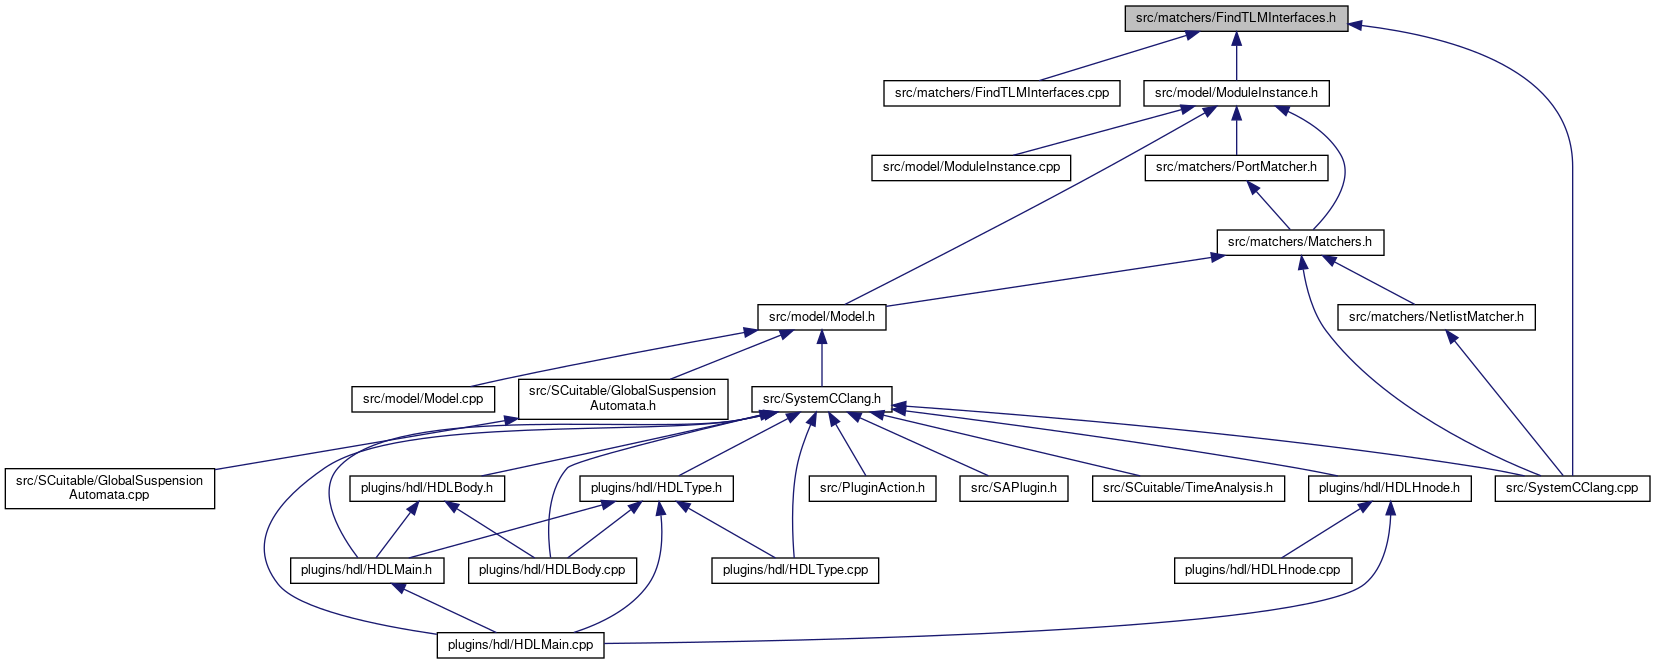 src/matchers/FindTLMInterfaces.h
src/matchers/FindTLMInterfaces.cpp
src/model/ModuleInstance.h
src/model/ModuleInstance.cpp
src/matchers/PortMatcher.h
src/matchers/Matchers.h
src/model/Model.h
src/matchers/NetlistMatcher.h
src/model/Model.cpp
src/SCuitable/GlobalSuspension
Automata.h
src/SystemCClang.h
src/SCuitable/GlobalSuspension
Automata.cpp
plugins/hdl/HDLBody.h
plugins/hdl/HDLType.h
src/PluginAction.h
src/SAPlugin.h
src/SCuitable/TimeAnalysis.h
plugins/hdl/HDLHnode.h
src/SystemCClang.cpp
plugins/hdl/HDLMain.h
plugins/hdl/HDLBody.cpp
plugins/hdl/HDLType.cpp
plugins/hdl/HDLHnode.cpp
plugins/hdl/HDLMain.cpp